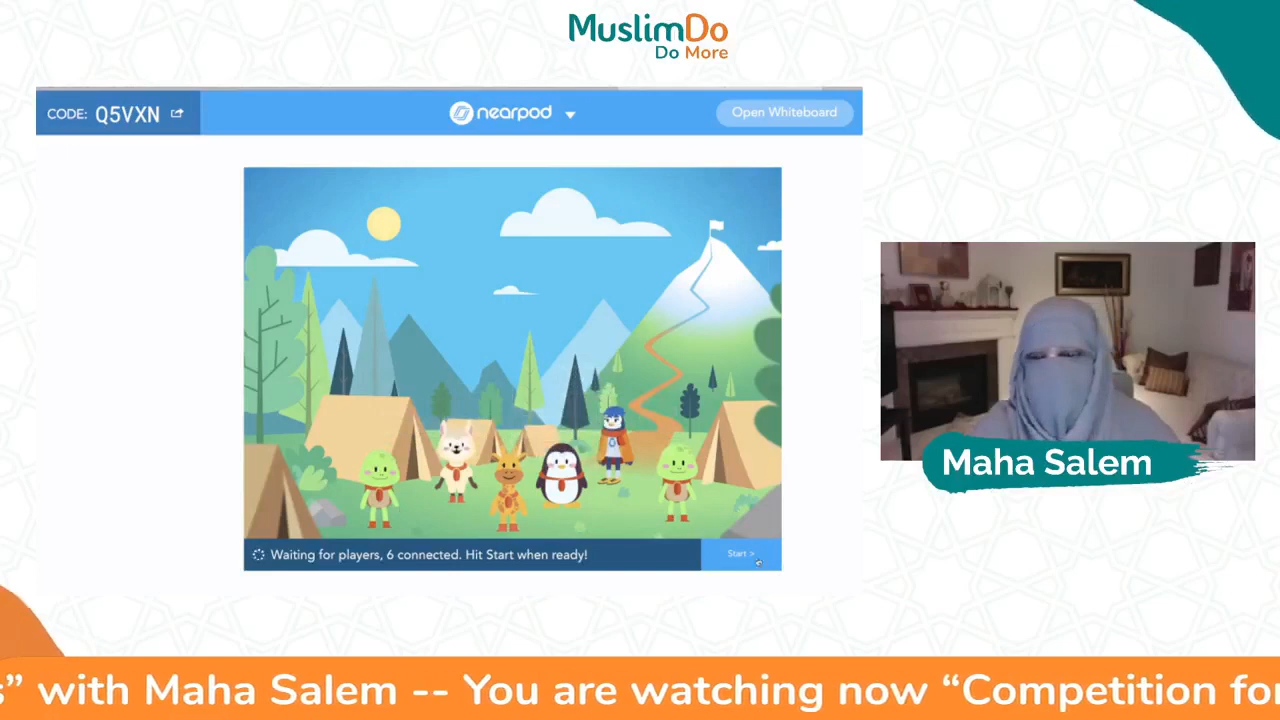 MuslimDo
Do More
CODE: Q5VXN
nearpod
Open Whiteboard
Waiting for players, 6 connected. Hit Start when ready!
Start >
Maha Salem
s” with Maha Salem -- You are watching now “Competition for